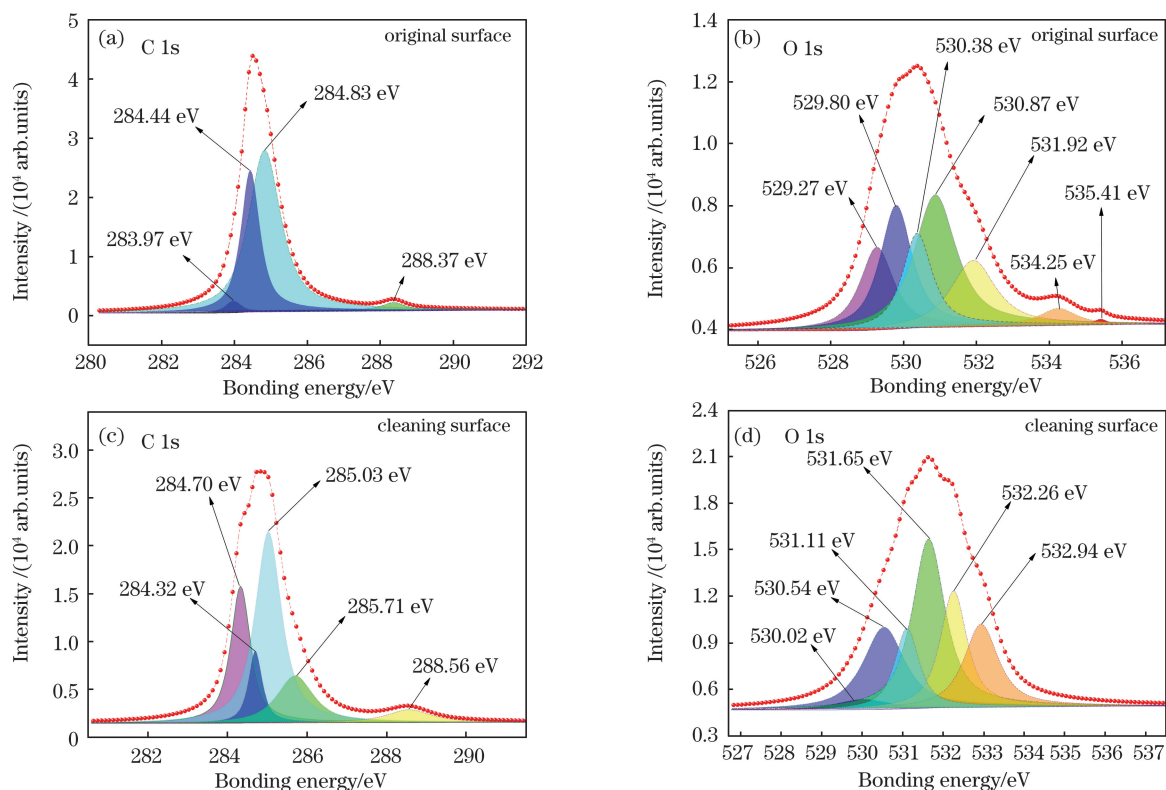 (a)
C 1s
original surface
284.83 eV
284.44 eV
283.97 eV
288.37 eV
5
4
3
2
1
0
Intensity /(10⁴ arb.units)
280 282 284 286 288 290 292
Bonding energy/eV
(b)
O 1s
original surface
530.38 eV
529.80 eV
530.87 eV
529.27 eV
531.92 eV
535.41 eV
534.25 eV
1.4
1.2
1.0
0.8
0.6
0.4
Intensity /(10⁴ arb.units)
526 528 530 532 534 536
Bonding energy/eV
(c)
C 1s
cleaning surface
284.70 eV
285.03 eV
284.32 eV
285.71 eV
288.56 eV
3.0
2.5
2.0
1.5
1.0
0.5
0
Intensity /(10⁴ arb.units)
282 284 286 288 290
Bonding energy/eV
(d)
O 1s
cleaning surface
531.65 eV
532.26 eV
531.11 eV
532.94 eV
530.54 eV
530.02 eV
2.4
2.1
1.8
1.5
1.2
0.9
0.6
0.3
Intensity /(10⁴ arb.units)
527 528 529 530 531 532 533 534 535 536 537
Bonding energy/eV